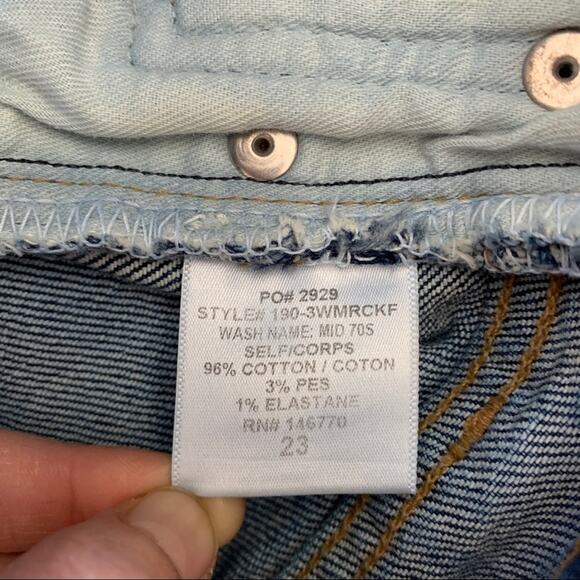 PO# 2929
STYLE# 190-3WMRCKF
WASH NAME: MID 70S
SELF/CORPS
96% COTTON / COTON
3% PES
1% ELASTANE
RN# 146770
23